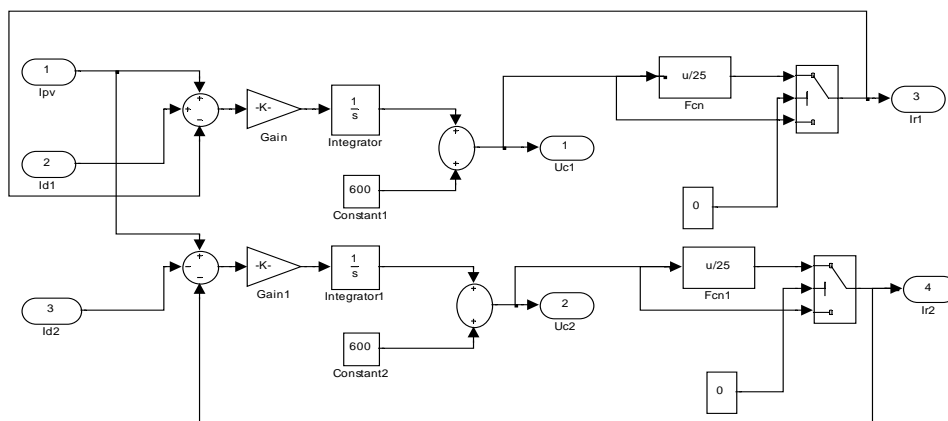 1
Ipv
+
+
−
-K-
Gain
1
s
Integrator
+
+
1
Uc1
u/25
Fcn
3
Ir1
2
Id1
600
Constant1
0
+
−
−
-K-
Gain1
1
s
Integrator1
+
+
2
Uc2
u/25
Fcn1
4
Ir2
3
Id2
600
Constant2
0